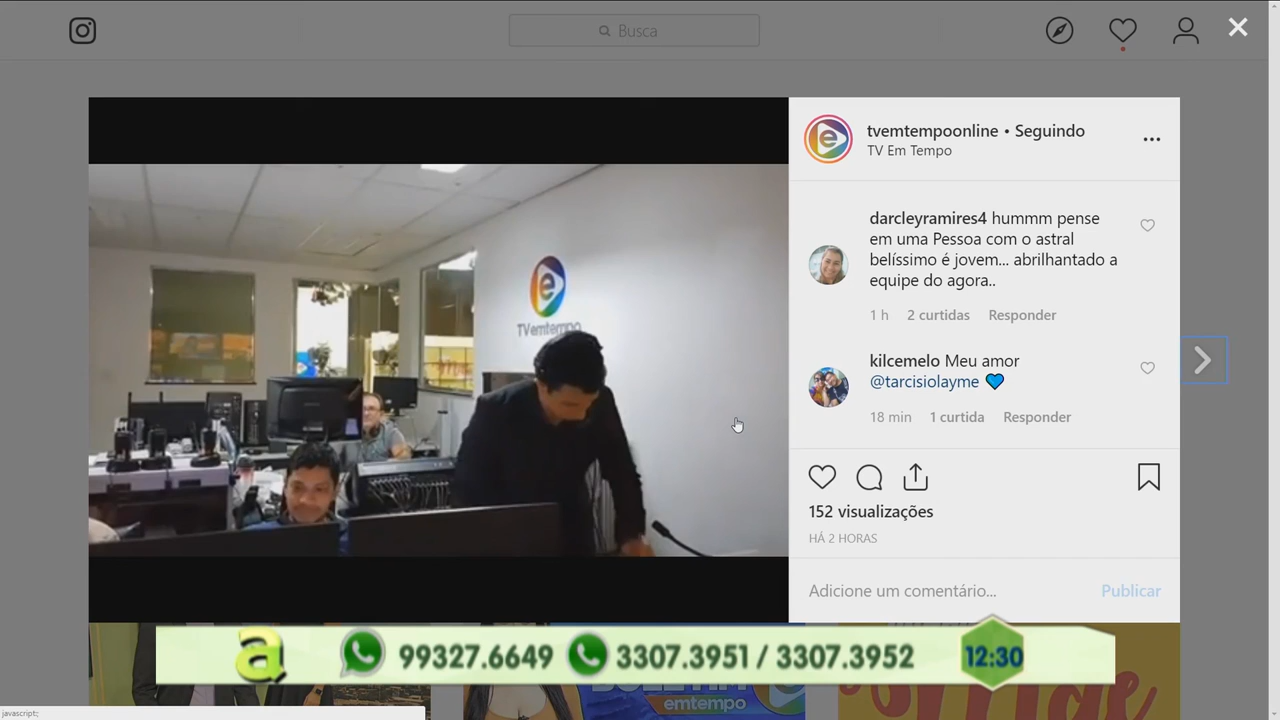 Busca
tvemtempoonline • Seguindo
TV Em Tempo
darcleyramires4 hummm pense
em uma Pessoa com o astral
belíssimo é jovem... abrilhantado a
equipe do agora..
1 h 2 curtidas Responder
kilcemelo Meu amor
@tarcisiolayme 💙
18 min 1 curtida Responder
152 visualizações
HÁ 2 HORAS
Adicione um comentário... Publicar
e
TVemtempo
a 99327.6649 3307.3951 / 3307.3952 12:30
BOLETIM
emtempo
javascript:;